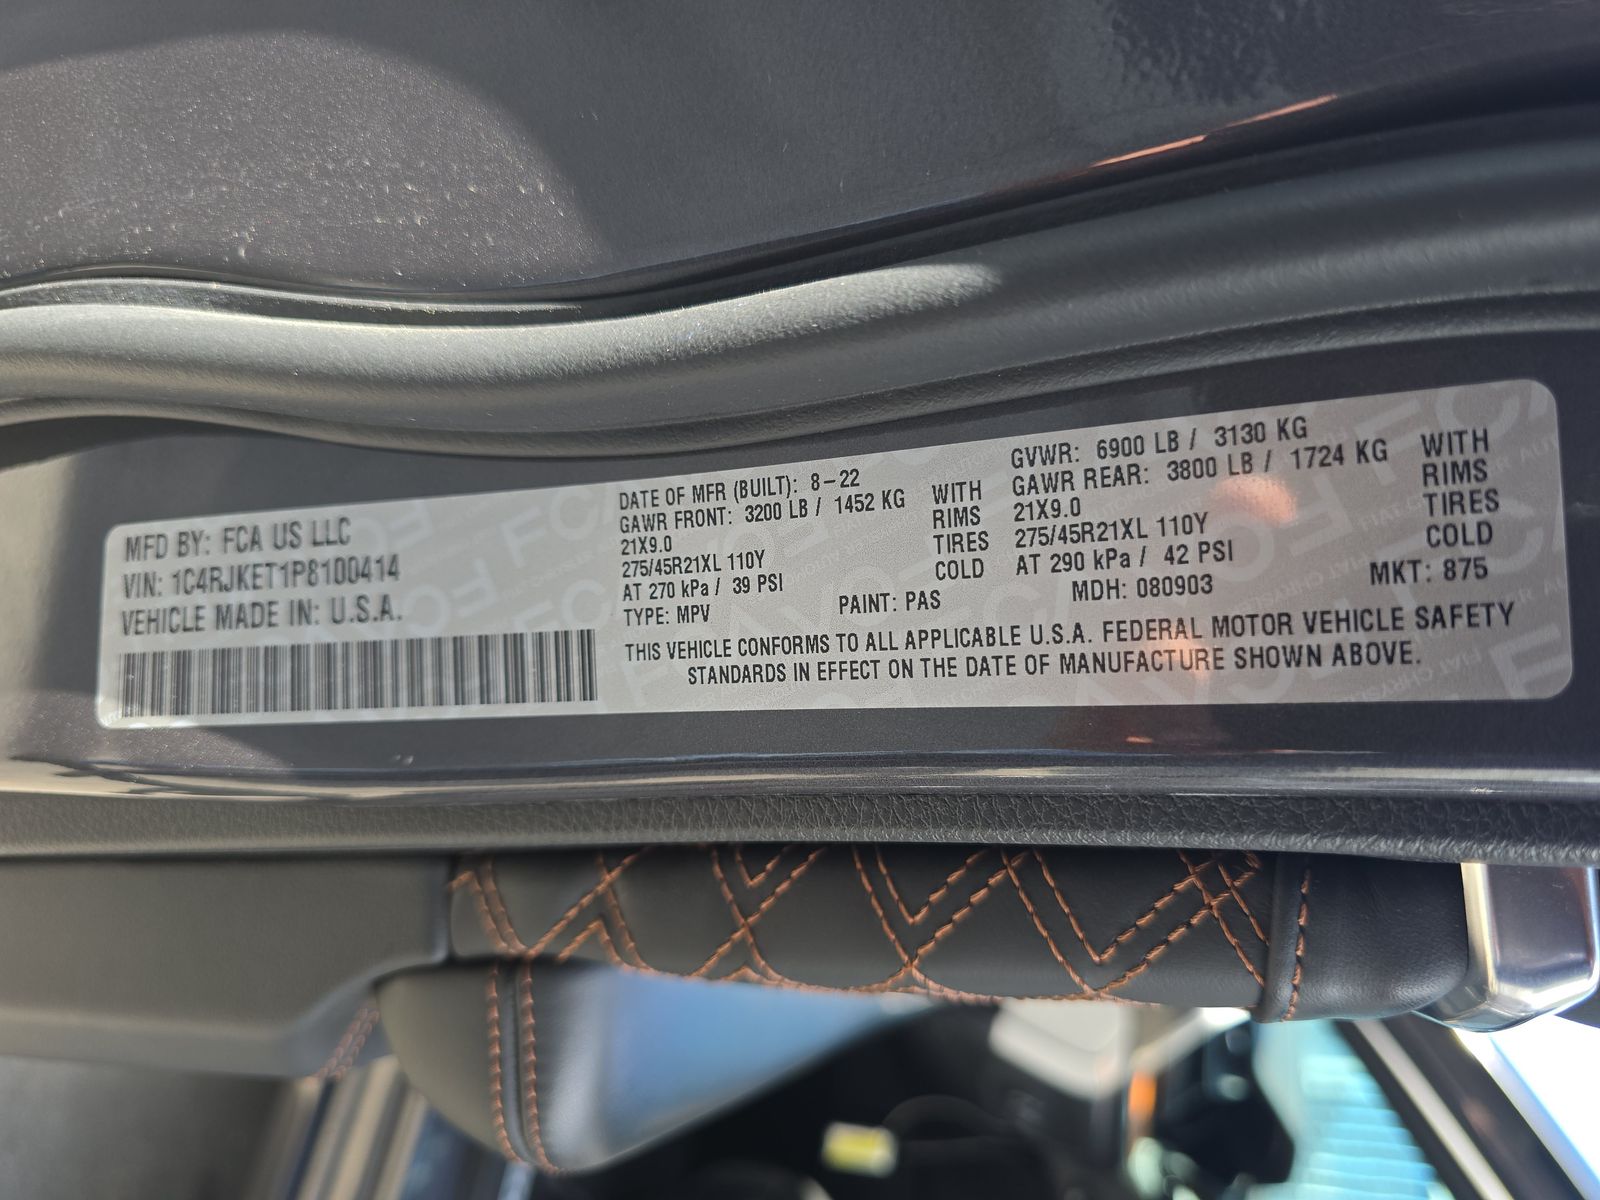 MFD BY: FCA US LLC
VIN: 1C4RJKET1P8100414
VEHICLE MADE IN: U.S.A.
DATE OF MFR (BUILT): 8-22
GAWR FRONT: 3200 LB / 1452 KG WITH
21X9.0 RIMS
275/45R21XL 110Y TIRES
AT 270 kPa / 39 PSI COLD
TYPE: MPV PAINT: PAS
GVWR: 6900 LB / 3130 KG
GAWR REAR: 3800 LB / 1724 KG WITH
21X9.0 RIMS
275/45R21XL 110Y TIRES
AT 290 kPa / 42 PSI COLD
MDH: 080903 MKT: 875
THIS VEHICLE CONFORMS TO ALL APPLICABLE U.S.A. FEDERAL MOTOR VEHICLE SAFETY
STANDARDS IN EFFECT ON THE DATE OF MANUFACTURE SHOWN ABOVE.